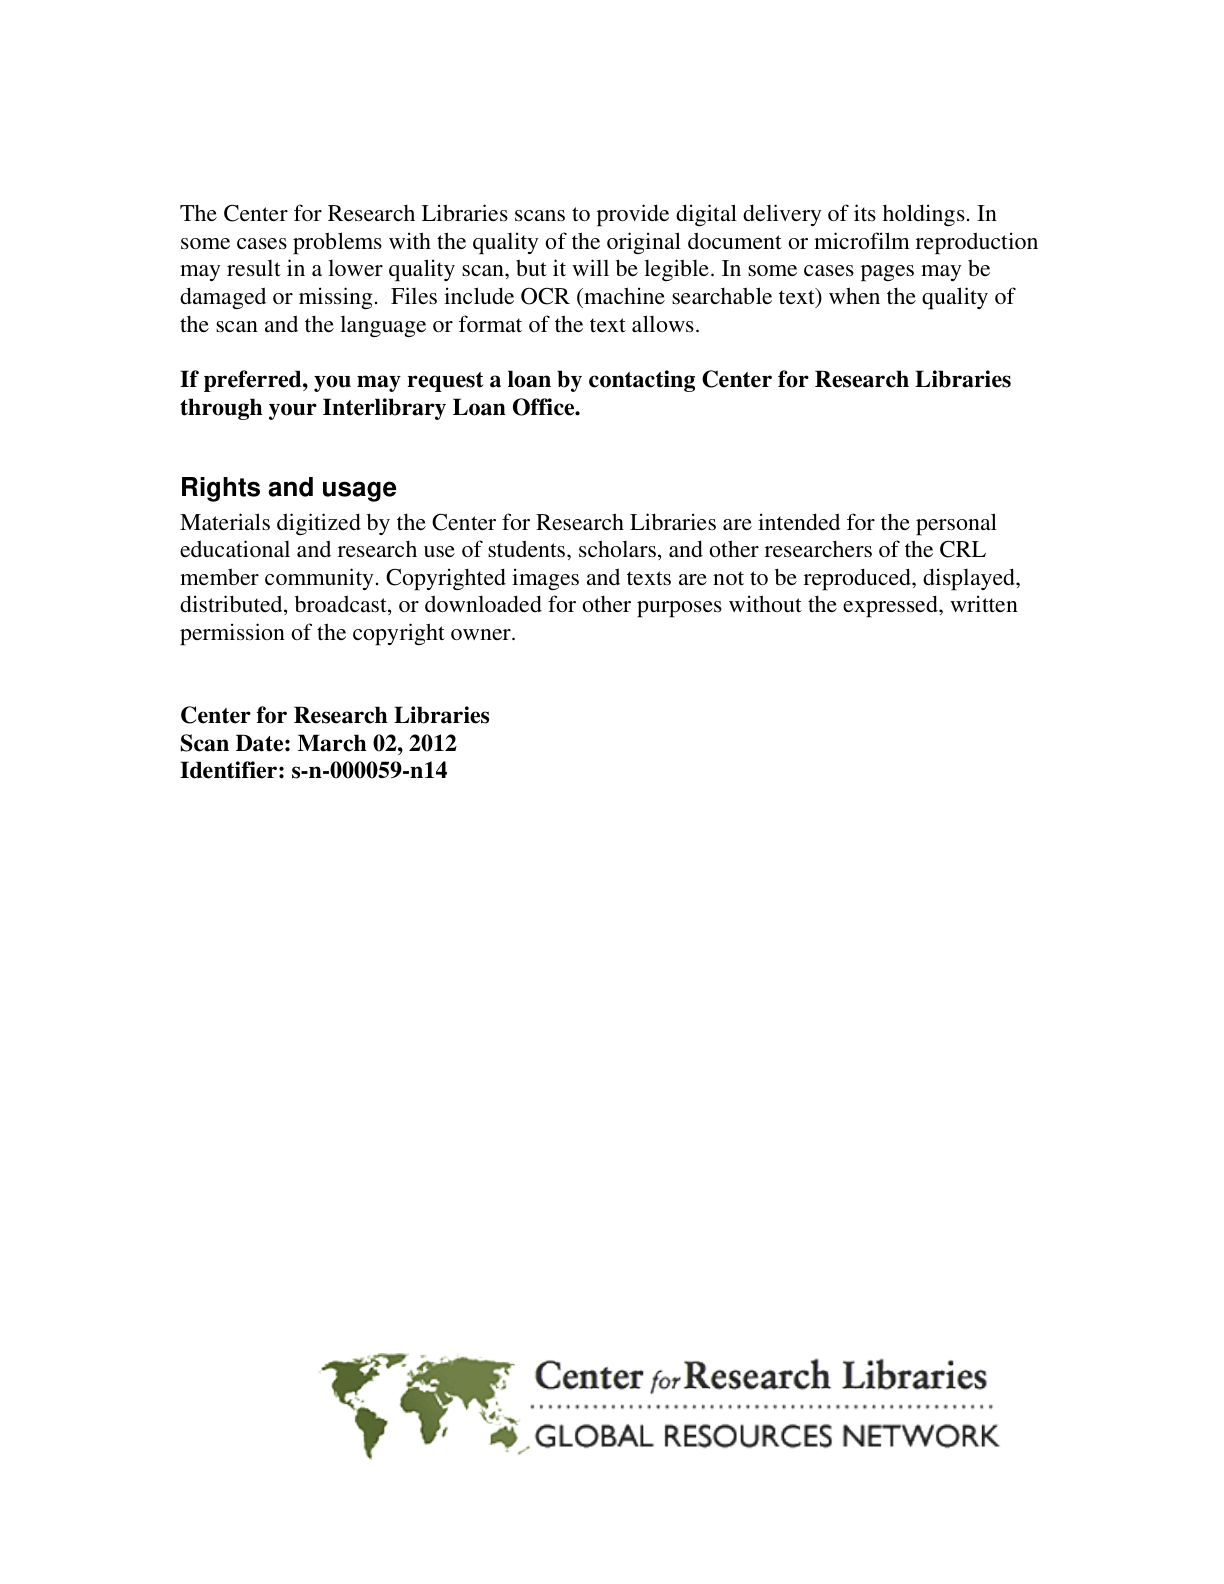 The Center for Research Libraries scans to provide digital delivery of its holdings. In
some cases problems with the quality of the original document or microfilm reproduction
may result in a lower quality scan, but it will be legible. In some cases pages may be
damaged or missing.  Files include OCR (machine searchable text) when the quality of
the scan and the language or format of the text allows.
If preferred, you may request a loan by contacting Center for Research Libraries
through your Interlibrary Loan Office.
Rights and usage
Materials digitized by the Center for Research Libraries are intended for the personal
educational and research use of students, scholars, and other researchers of the CRL
member community. Copyrighted images and texts are not to be reproduced, displayed,
distributed, broadcast, or downloaded for other purposes without the expressed, written
permission of the copyright owner.
Center for Research Libraries
Scan Date: March 02, 2012
Identifier: s-n-000059-n14
Center for Research Libraries
GLOBAL RESOURCES NETWORK